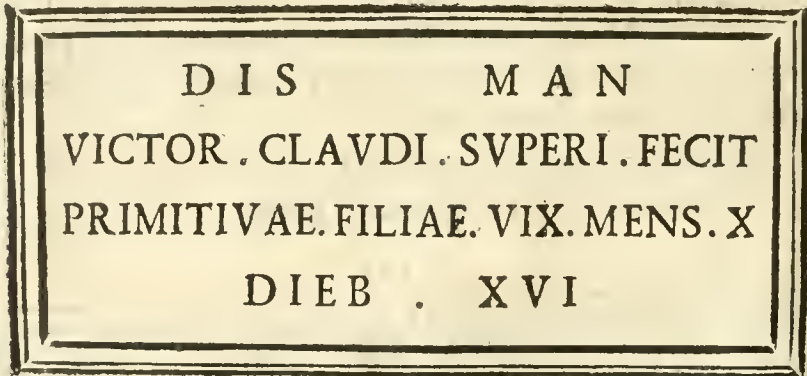 DIS MAN
VICTOR . CLAVDI . SVPERI . FECIT
PRIMITIVAE. FILIAE. VIX. MENS. X
DIEB . XVI